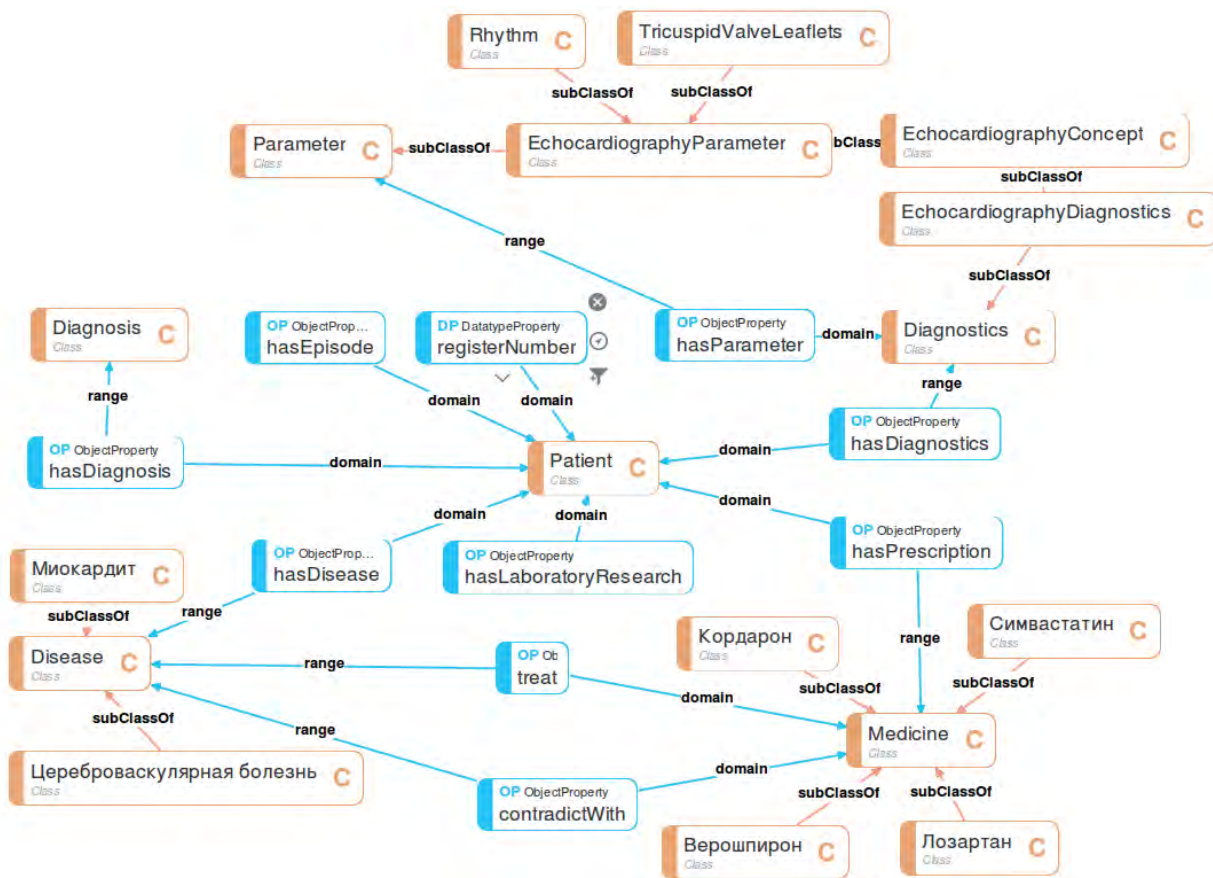 Rhythm
Class
C
TricuspidValveLeaflets
Class
C
subClassOf
subClassOf
Parameter
Class
C
subClassOf
EchocardiographyParameter
Class
C
bClass
EchocardiographyConcept
Class
C
subClassOf
EchocardiographyDiagnostics
Class
C
range
subClassOf
Diagnosis
Class
C
OP ObjectProp...
hasEpisode
DP DatatypeProperty
registerNumber
OP ObjectProperty
hasParameter
domain
Diagnostics
Class
C
range
range
domain
domain
OP ObjectProperty
hasDiagnosis
domain
Patient
Class
C
domain
OP ObjectProperty
hasDiagnostics
domain
domain
domain
OP ObjectProperty
hasPrescription
Миокардит
Class
C
OP ObjectProp...
hasDisease
OP ObjectProperty
hasLaboratoryResearch
subClassOf
range
Disease
Class
C
range
OP Ob
treat
Кордарон
Class
C
range
Симвастатин
Class
C
subClassOf
subClassOf
domain
subClassOf
range
Medicine
Class
C
Цереброваскулярная болезнь
Class
C
domain
OP ObjectProperty
contradictWith
subClassOf
subClassOf
Верошпирон
Class
C
Лозартан
Class
C